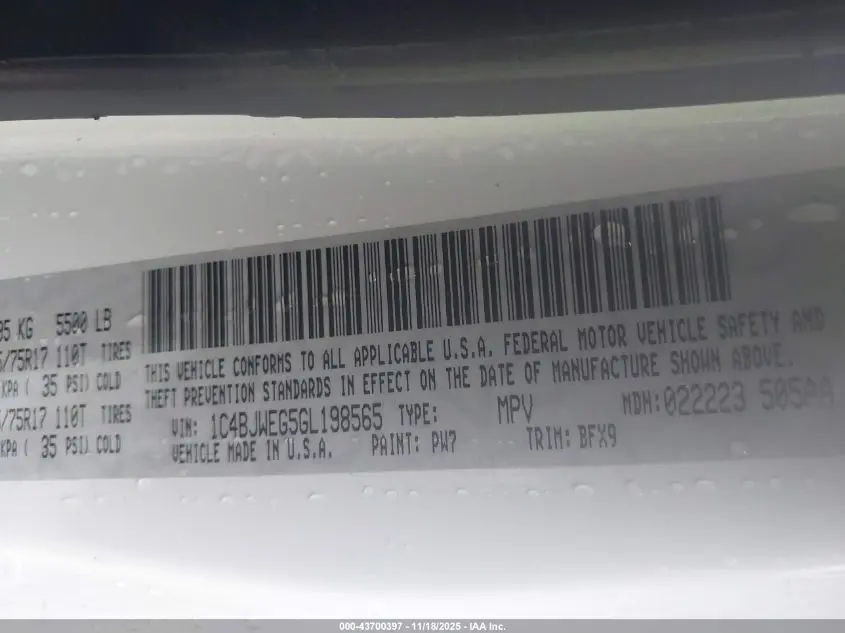 95 KG 5500 LB
/75R17 110T TIRES
KPA ( 35 PSI) COLD
/75R17 110T TIRES
KPA ( 35 PSI) COLD
THIS VEHICLE CONFORMS TO ALL APPLICABLE U.S.A. FEDERAL MOTOR VEHICLE SAFETY AND
THEFT PREVENTION STANDARDS IN EFFECT ON THE DATE OF MANUFACTURE SHOWN ABOVE.
VIN: 1C4BJWEG5GL198565 TYPE: MPV MDH: 022223 505AA
VEHICLE MADE IN U.S.A. PAINT: PW7 TRIM: BFX9
000-43700397 - 11/18/2025 - IAA Inc.